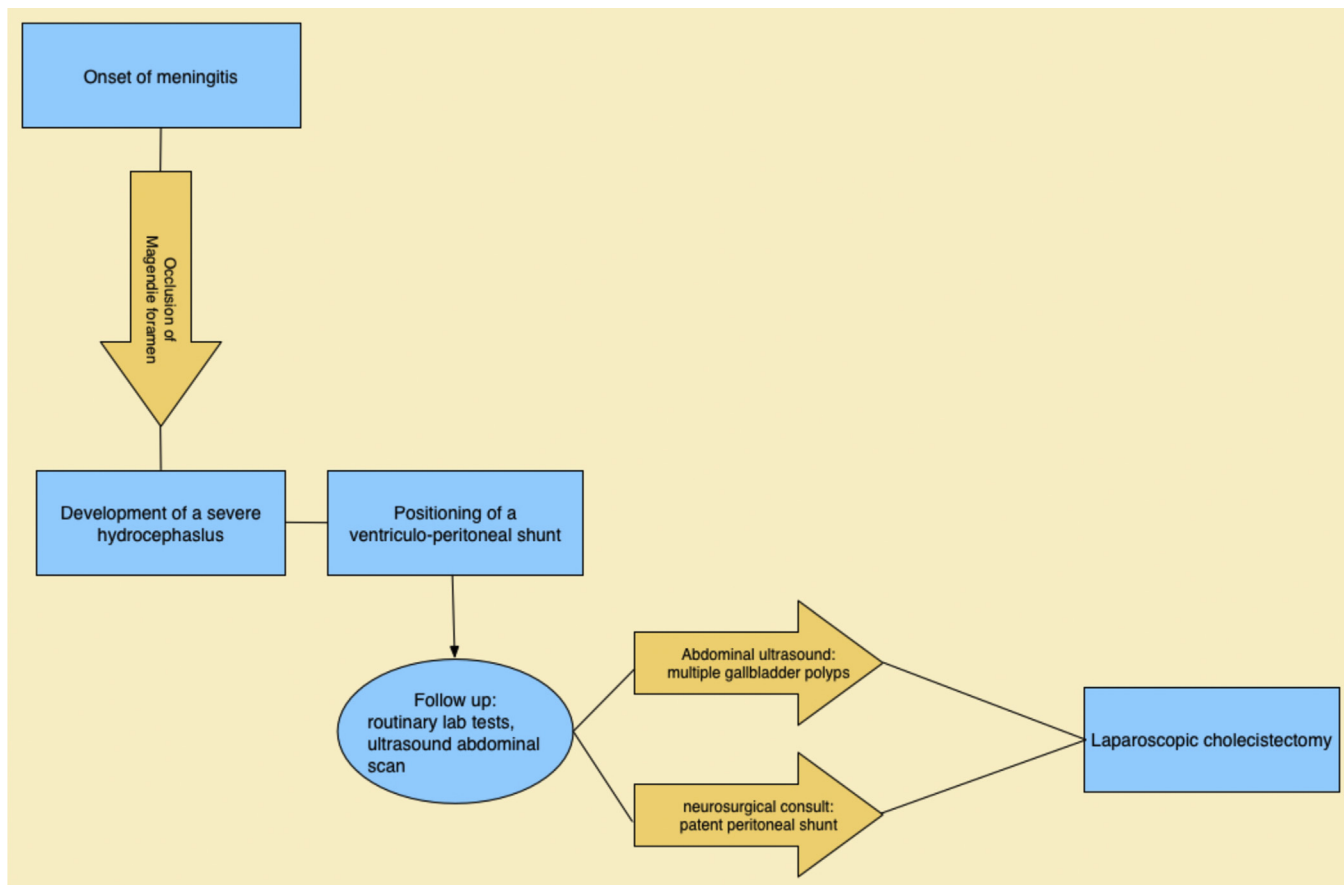 Onset of meningitis
Occlusion of
Magendie foramen
Development of a severe
hydrocephaslus
Positioning of a
ventriculo-peritoneal shunt
Follow up:
routinary lab tests,
ultrasound abdominal
scan
Abdominal ultrasound:
multiple gallbladder polyps
neurosurgical consult:
patent peritoneal shunt
Laparoscopic cholecistectomy